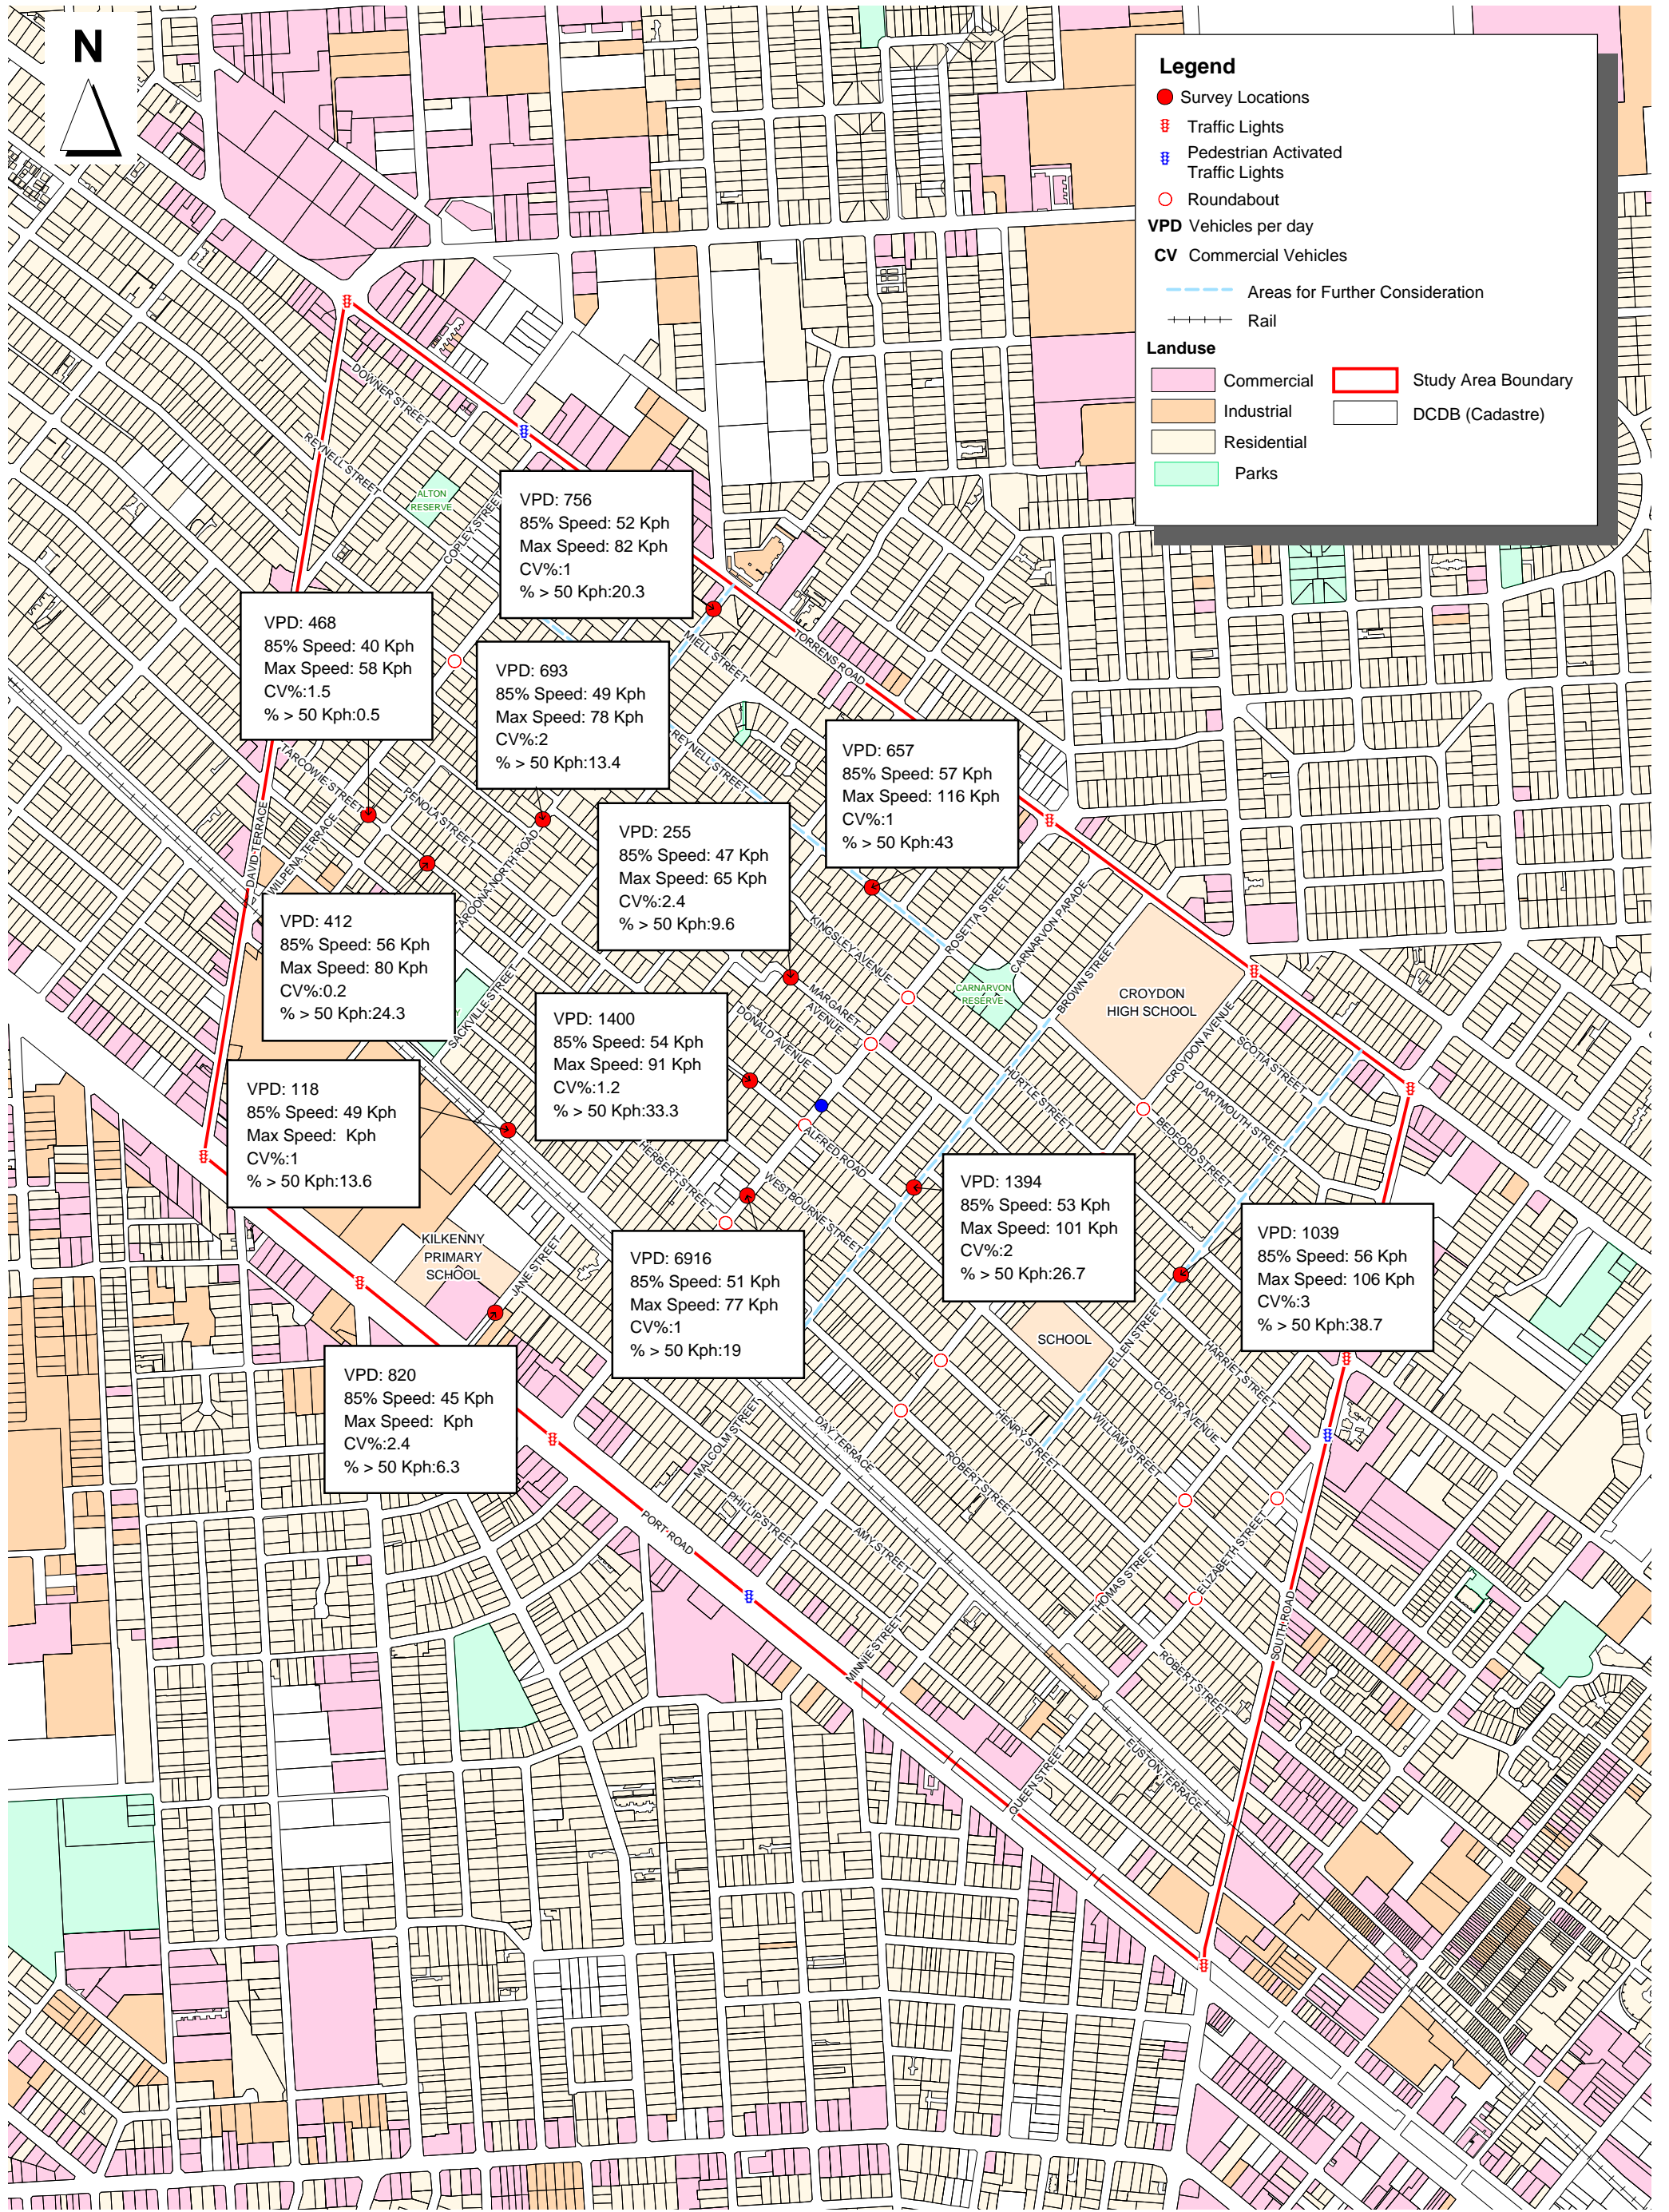 N
Legend
Survey Locations
Traffic Lights
Pedestrian Activated
Traffic Lights
Roundabout
VPD Vehicles per day
CV Commercial Vehicles
Areas for Further Consideration
Rail
Landuse
Commercial
Study Area Boundary
Industrial
DCDB (Cadastre)
Residential
Parks
DOWNER STREET
REYNELL STREET
ALTON
RESERVE
COPLEY STREET
VPD: 756
85% Speed: 52 Kph
Max Speed: 82 Kph
CV%:1
% > 50 Kph:20.3
VPD: 468
85% Speed: 40 Kph
Max Speed: 58 Kph
CV%:1.5
% > 50 Kph:0.5
MIELL STREET
TORRENS ROAD
VPD: 693
85% Speed: 49 Kph
Max Speed: 78 Kph
CV%:2
% > 50 Kph:13.4
REYNELL STREET
VPD: 657
85% Speed: 57 Kph
Max Speed: 116 Kph
CV%:1
% > 50 Kph:43
TARCOWIE STREET
PENOLA STREET
DAVID TERRACE
WILPENA TERRACE
TAROONA NORTH ROAD
VPD: 255
85% Speed: 47 Kph
Max Speed: 65 Kph
CV%:2.4
% > 50 Kph:9.6
VPD: 412
85% Speed: 56 Kph
Max Speed: 80 Kph
CV%:0.2
% > 50 Kph:24.3
KINGSLEY AVENUE
ROSETTA STREET
CARNARVON PARADE
BROWN STREET
CARNARVON
RESERVE
CROYDON
HIGH SCHOOL
MARGARET
AVENUE
DONALD AVENUE
SACKVILLE STREET
VPD: 1400
85% Speed: 54 Kph
Max Speed: 91 Kph
CV%:1.2
% > 50 Kph:33.3
CROYDON AVENUE
SCOTIA STREET
DARTMOUTH STREET
HURTLE STREET
BEDFORD STREET
VPD: 118
85% Speed: 49 Kph
Max Speed: Kph
CV%:1
% > 50 Kph:13.6
ALFRED ROAD
HERBERT STREET
WESTBOURNE STREET
VPD: 1394
85% Speed: 53 Kph
Max Speed: 101 Kph
CV%:2
% > 50 Kph:26.7
VPD: 1039
85% Speed: 56 Kph
Max Speed: 106 Kph
CV%:3
% > 50 Kph:38.7
KILKENNY
PRIMARY
SCHOOL
JANE STREET
VPD: 6916
85% Speed: 51 Kph
Max Speed: 77 Kph
CV%:1
% > 50 Kph:19
SCHOOL
ELLEN STREET
HARRIET STREET
VPD: 820
85% Speed: 45 Kph
Max Speed: Kph
CV%:2.4
% > 50 Kph:6.3
CEDAR AVENUE
WILLIAM STREET
HENRY STREET
MALCOLM STREET
DAY TERRACE
ROBERT STREET
PHILLIP STREET
PORT ROAD
AMY STREET
THOMAS STREET
ELIZABETH STREET
SOUTH ROAD
MINNIE STREET
ROBERT STREET
QUEEN STREET
EUSTON TERRACE